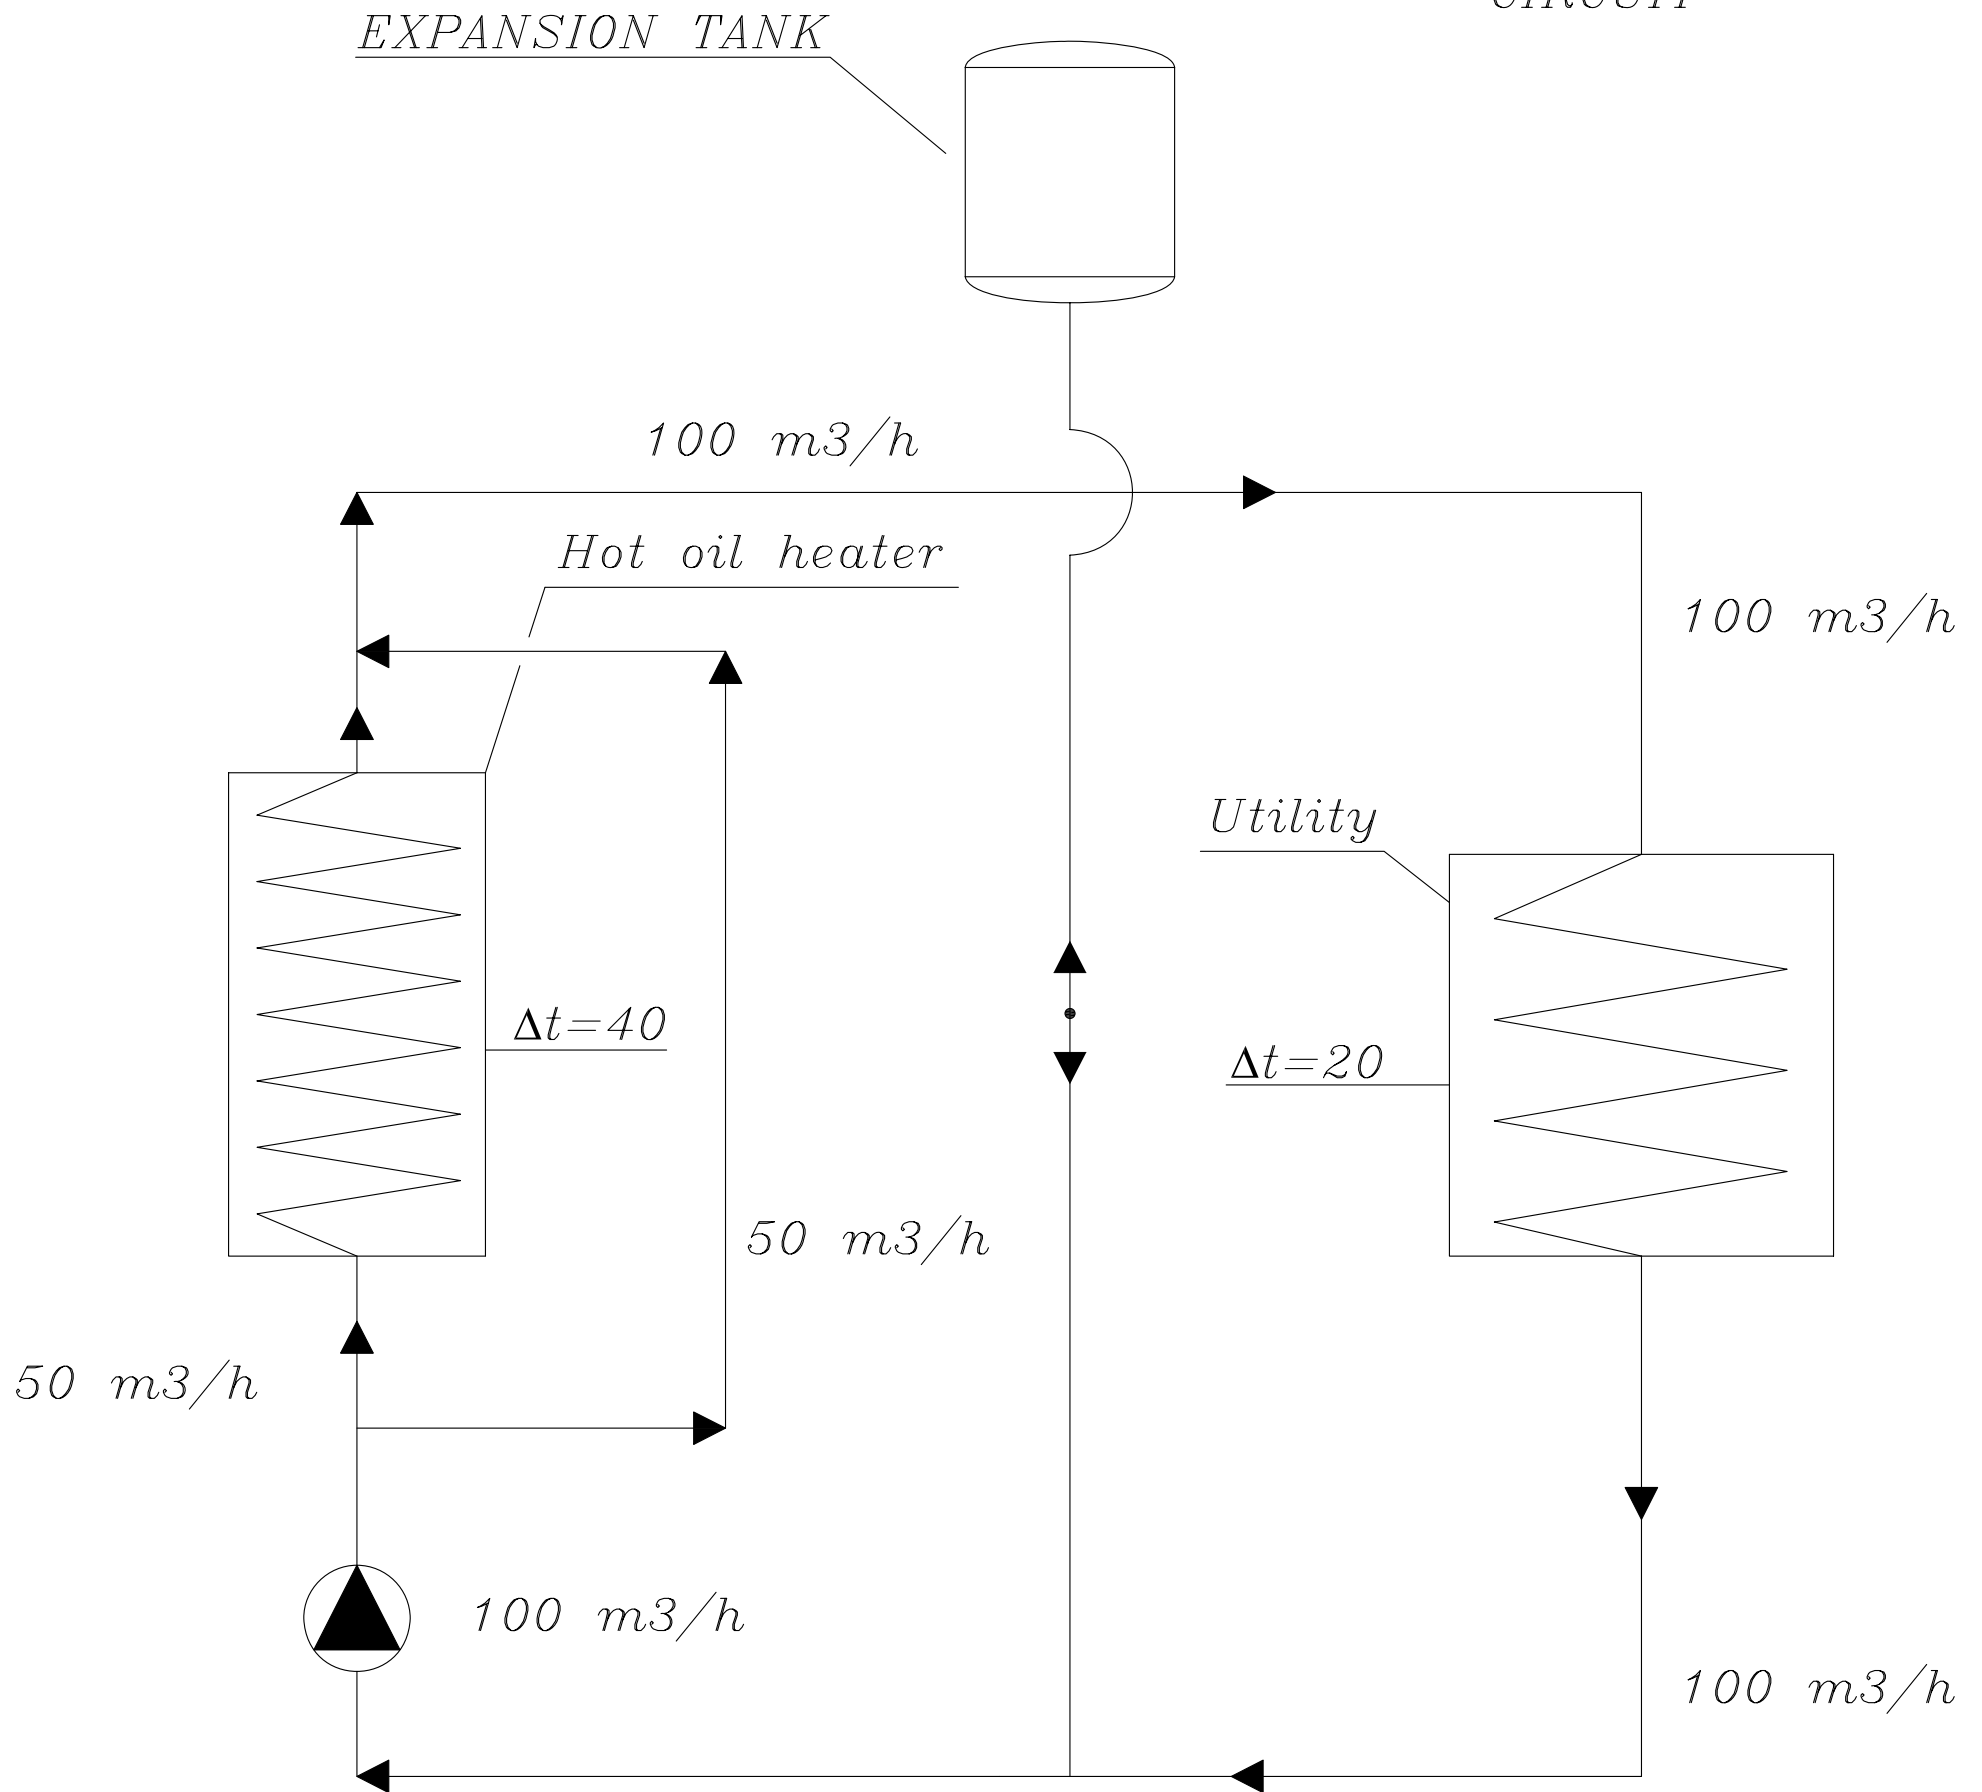 CIRCUIT
EXPANSION TANK
100 m3/h
Hot oil heater
100 m3/h
Utility
Δt=40
Δt=20
50 m3/h
50 m3/h
100 m3/h
100 m3/h